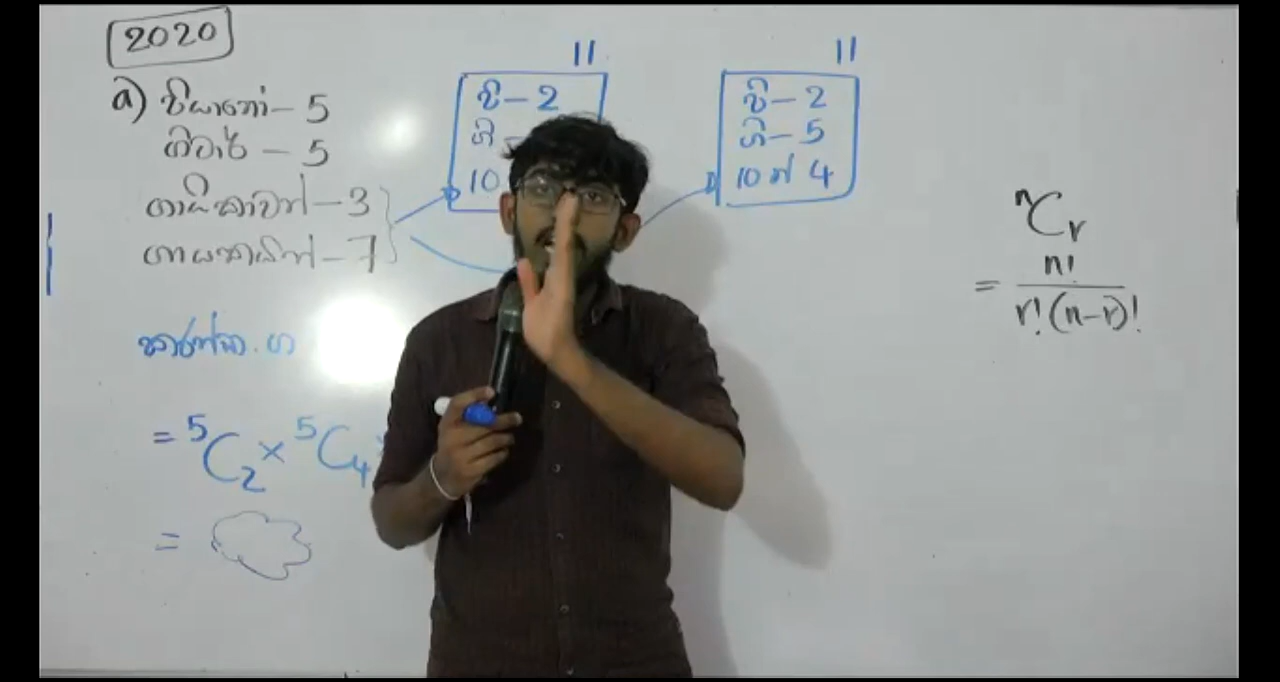 2020
a) පියානෝ – 5
ගිටාර් – 5
ගායිකාවන් – 3
ගායකයින් – 7
11
පි – 2
ගි –
10
11
පි – 2
ගි – 5
10 න් 4
= ⁵C₂ × ⁵C₄
=
ⁿCᵣ
= n! / r!(n-r)!